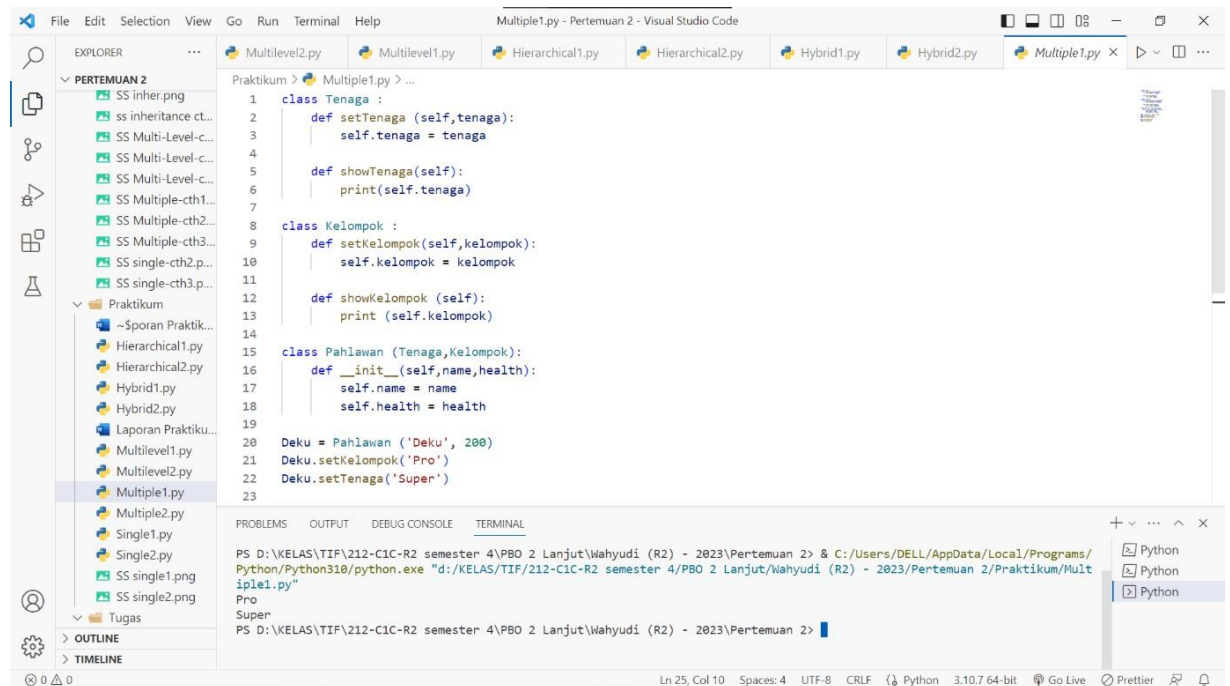 File Edit Selection View Go Run Terminal Help Multiple1.py - Pertemuan 2 - Visual Studio Code
EXPLORER
PERTEMUAN 2
SS inher.png
ss inheritance ct...
SS Multi-Level-c...
SS Multi-Level-c...
SS Multi-Level-c...
SS Multiple-cth1...
SS Multiple-cth2...
SS Multiple-cth3...
SS single-cth2.p...
SS single-cth3.p...
Praktikum
~$poran Praktik...
Hierarchical1.py
Hierarchical2.py
Hybrid1.py
Hybrid2.py
Laporan Praktiku...
Multilevel1.py
Multilevel2.py
Multiple1.py
Multiple2.py
Single1.py
Single2.py
SS single1.png
SS single2.png
Tugas
OUTLINE
TIMELINE
Multilevel2.py Multilevel1.py Hierarchical1.py Hierarchical2.py Hybrid1.py Hybrid2.py Multiple1.py
Praktikum > Multiple1.py > ...
1 class Tenaga :
2     def setTenaga (self,tenaga):
3         self.tenaga = tenaga
4
5     def showTenaga(self):
6         print(self.tenaga)
7
8 class Kelompok :
9     def setKelompok(self,kelompok):
10         self.kelompok = kelompok
11
12     def showKelompok (self):
13         print (self.kelompok)
14
15 class Pahlawan (Tenaga,Kelompok):
16     def __init__(self,name,health):
17         self.name = name
18         self.health = health
19
20 Deku = Pahlawan ('Deku', 200)
21 Deku.setKelompok('Pro')
22 Deku.setTenaga('Super')
23
PROBLEMS OUTPUT DEBUG CONSOLE TERMINAL
PS D:\KELAS\TIF\212-C1C-R2 semester 4\PBO 2 Lanjut\Wahyudi (R2) - 2023\Pertemuan 2> & C:/Users/DELL/AppData/Local/Programs/
Python/Python310/python.exe "d:/KELAS/TIF/212-C1C-R2 semester 4/PBO 2 Lanjut/Wahyudi (R2) - 2023/Pertemuan 2/Praktikum/Mult
iple1.py"
Pro
Super
PS D:\KELAS\TIF\212-C1C-R2 semester 4\PBO 2 Lanjut\Wahyudi (R2) - 2023\Pertemuan 2>
Python
Python
Python
0 0 Ln 25, Col 10 Spaces: 4 UTF-8 CRLF Python 3.10.7 64-bit Go Live Prettier